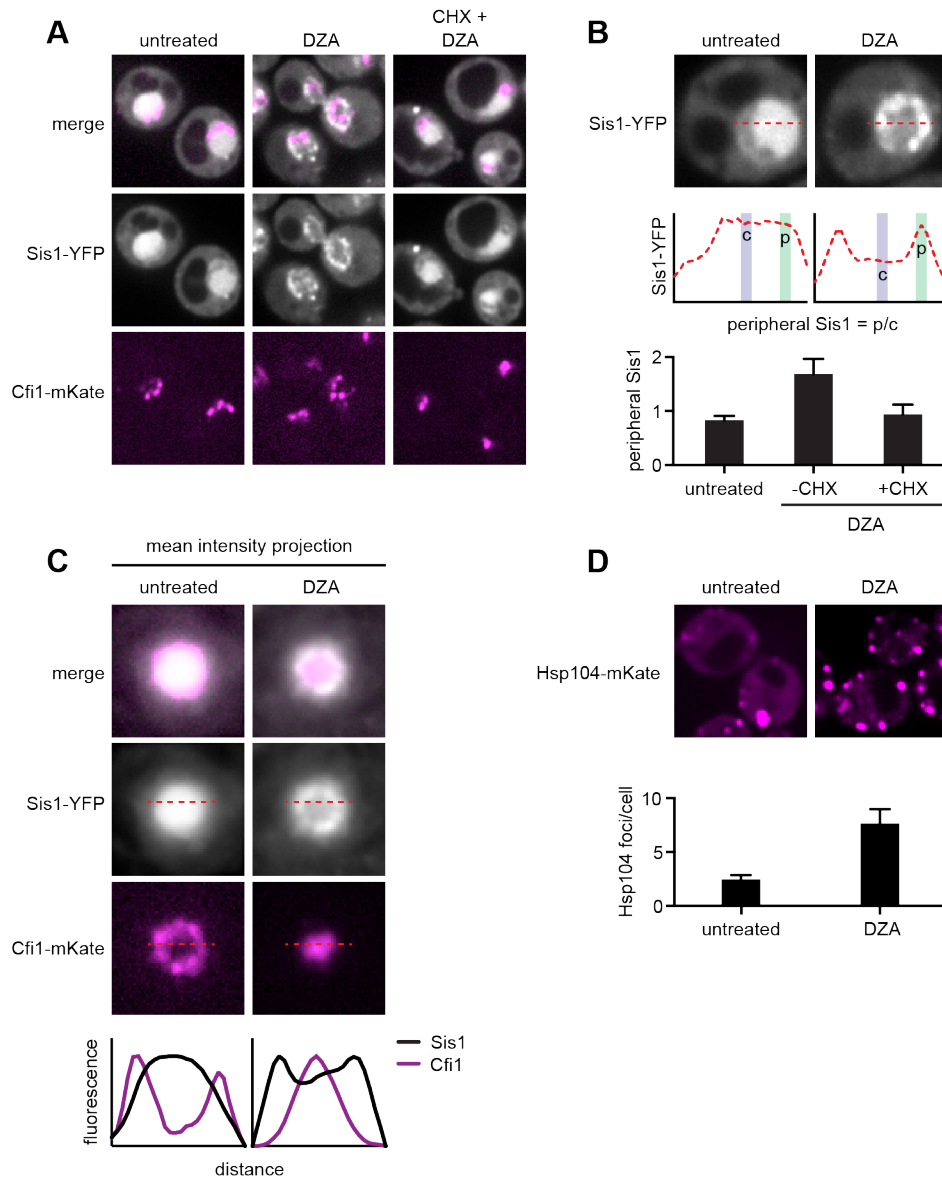 A
untreated
DZA
CHX +
DZA
merge
Sis1-YFP
Cfi1-mKate
B
untreated
DZA
Sis1-YFP
Sis1-YFP
c
p
c
p
peripheral Sis1 = p/c
peripheral Sis1
2
1
0
untreated
-CHX
+CHX
DZA
C
mean intensity projection
untreated
DZA
merge
Sis1-YFP
Cfi1-mKate
fluorescence
Sis1
Cfi1
distance
D
untreated
DZA
Hsp104-mKate
Hsp104 foci/cell
10
5
0
untreated
DZA